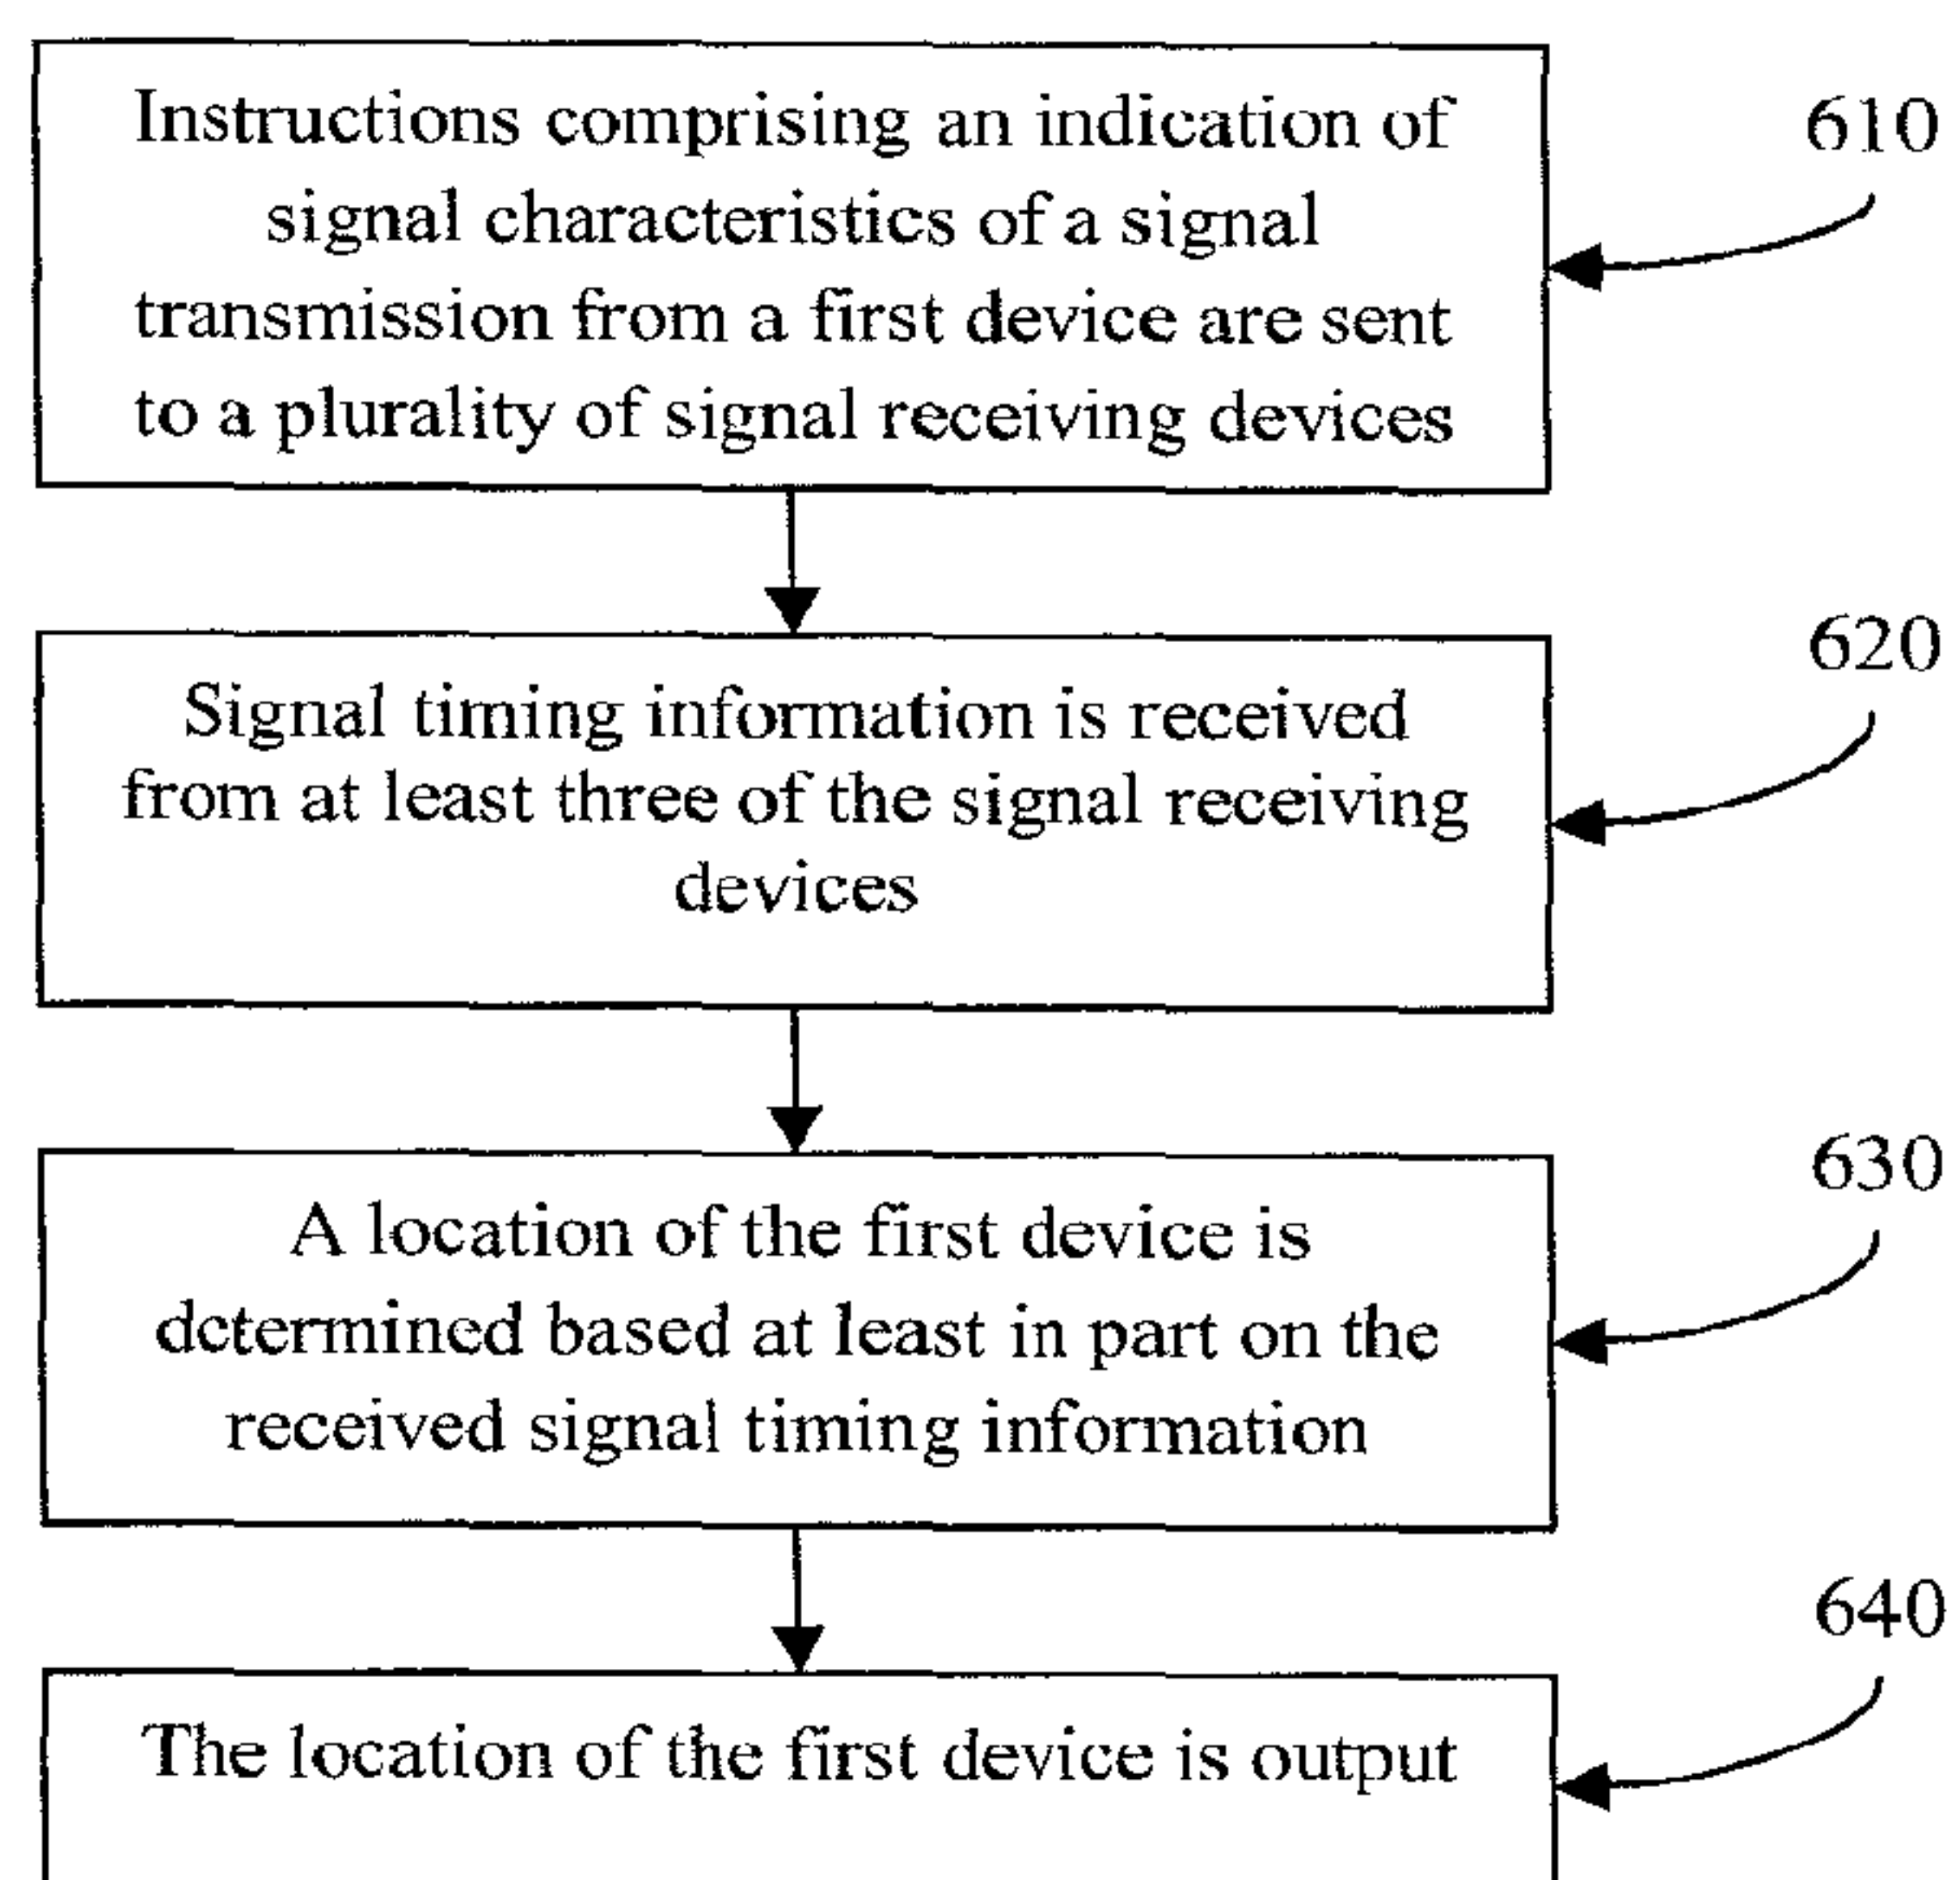 Instructions comprising an indication of
610
signal characteristics of a signal
transmission from a first device are sent
to a plurality of signal receiving devices
620
Signal timing information is received
from at least three of the signal receiving
devices
630
A location of the first device is
determined based at least in part on the
received signal timing information
640
The location of the first device is output